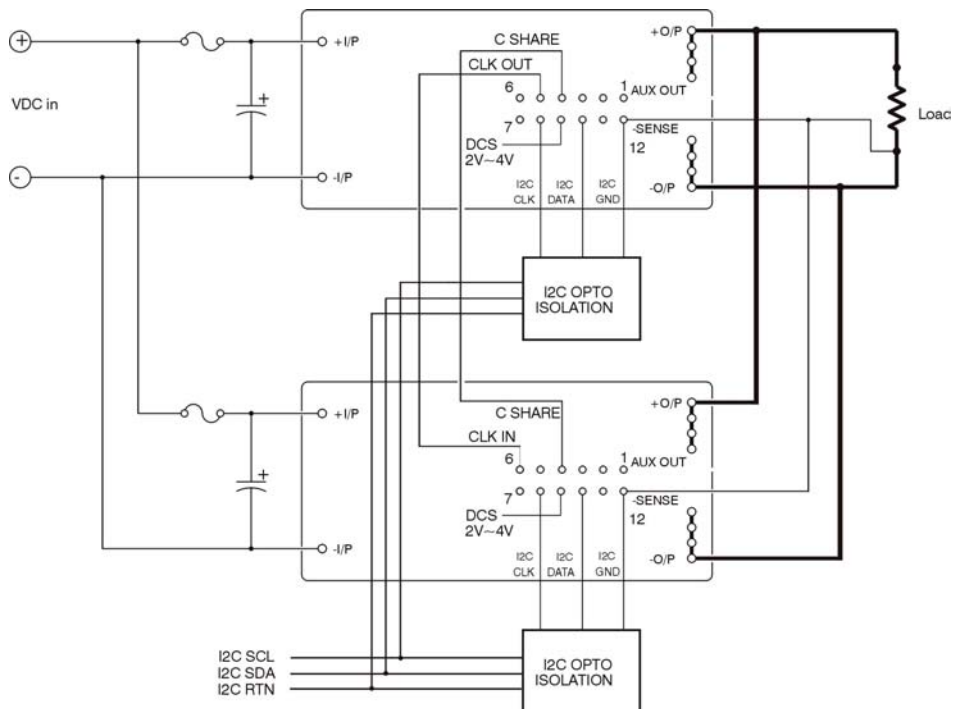 +O/P
C SHARE
+
+I/P
CLK OUT
6
1
AUX OUT
VDC in
+
Load
7
-SENSE
DCS
12
2V~4V
-
-I/P
I2C
CLK
I2C
DATA
I2C
GND
-O/P
I2C OPTO
ISOLATION
+O/P
+I/P
C SHARE
CLK IN
6
1
AUX OUT
+
7
-SENSE
DCS
12
2V~4V
-I/P
I2C
CLK
I2C
DATA
I2C
GND
-O/P
I2C SCL
I2C SDA
I2C RTN
I2C OPTO
ISOLATION